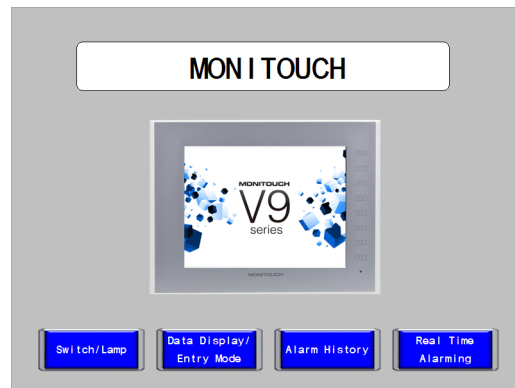 MONITOUCH
MONITOUCH
V9
series
MONITOUCH
Switch/Lamp
Data Display/
Entry Mode
Alarm History
Real Time
Alarming